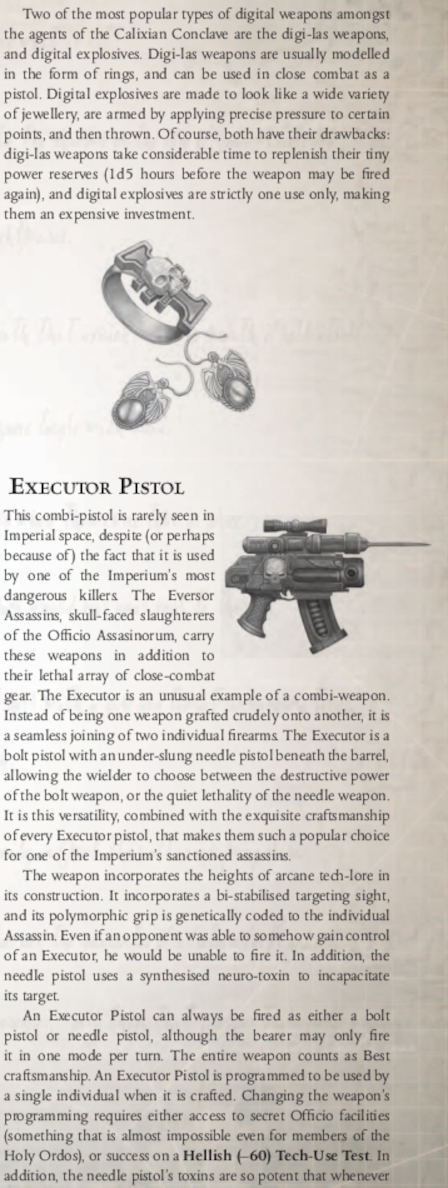 Two of the most popular types of digital weapons amongst
the agents of the Calixian Conclave are the digi-las weapons,
and digital explosives. Digi-las weapons are usually modelled
in the form of rings, and can be used in close combat as a
pistol. Digital explosives are made to look like a wide variety
of jewellery, are armed by applying precise pressure to certain
points, and then thrown. Of course, both have their drawbacks:
digi-las weapons take considerable time to replenish their tiny
power reserves (1d5 hours before the weapon may be fired
again), and digital explosives are strictly one use only, making
them an expensive investment.
Executor Pistol
This combi-pistol is rarely seen in
Imperial space, despite (or perhaps
because of) the fact that it is used
by one of the Imperium's most
dangerous killers. The Eversor
Assassins, skull-faced slaughterers
of the Officio Assasinorum, carry
these weapons in addition to
their lethal array of close-combat
gear. The Executor is an unusual example of a combi-weapon.
Instead of being one weapon grafted crudely onto another, it is
a seamless joining of two individual firearms. The Executor is a
bolt pistol with an under-slung needle pistol beneath the barrel,
allowing the wielder to choose between the destructive power
of the bolt weapon, or the quiet lethality of the needle weapon.
It is this versatility, combined with the exquisite craftsmanship
of every Executor pistol, that makes them such a popular choice
for one of the Imperium's sanctioned assassins.
The weapon incorporates the heights of arcane tech-lore in
its construction. It incorporates a bi-stabilised targeting sight,
and its polymorphic grip is genetically coded to the individual
Assassin. Even if an opponent was able to somehow gain control
of an Executor, he would be unable to fire it. In addition, the
needle pistol uses a synthesised neuro-toxin to incapacitate
its target.
An Executor Pistol can always be fired as either a bolt
pistol or needle pistol, although the bearer may only fire
it in one mode per turn. The entire weapon counts as Best
craftsmanship. An Executor Pistol is programmed to be used by
a single individual when it is crafted. Changing the weapon's
programming requires either access to secret Officio facilities
(something that is almost impossible even for members of the
Holy Ordos), or success on a Hellish (–60) Tech-Use Test. In
addition, the needle pistol's toxins are so potent that whenever